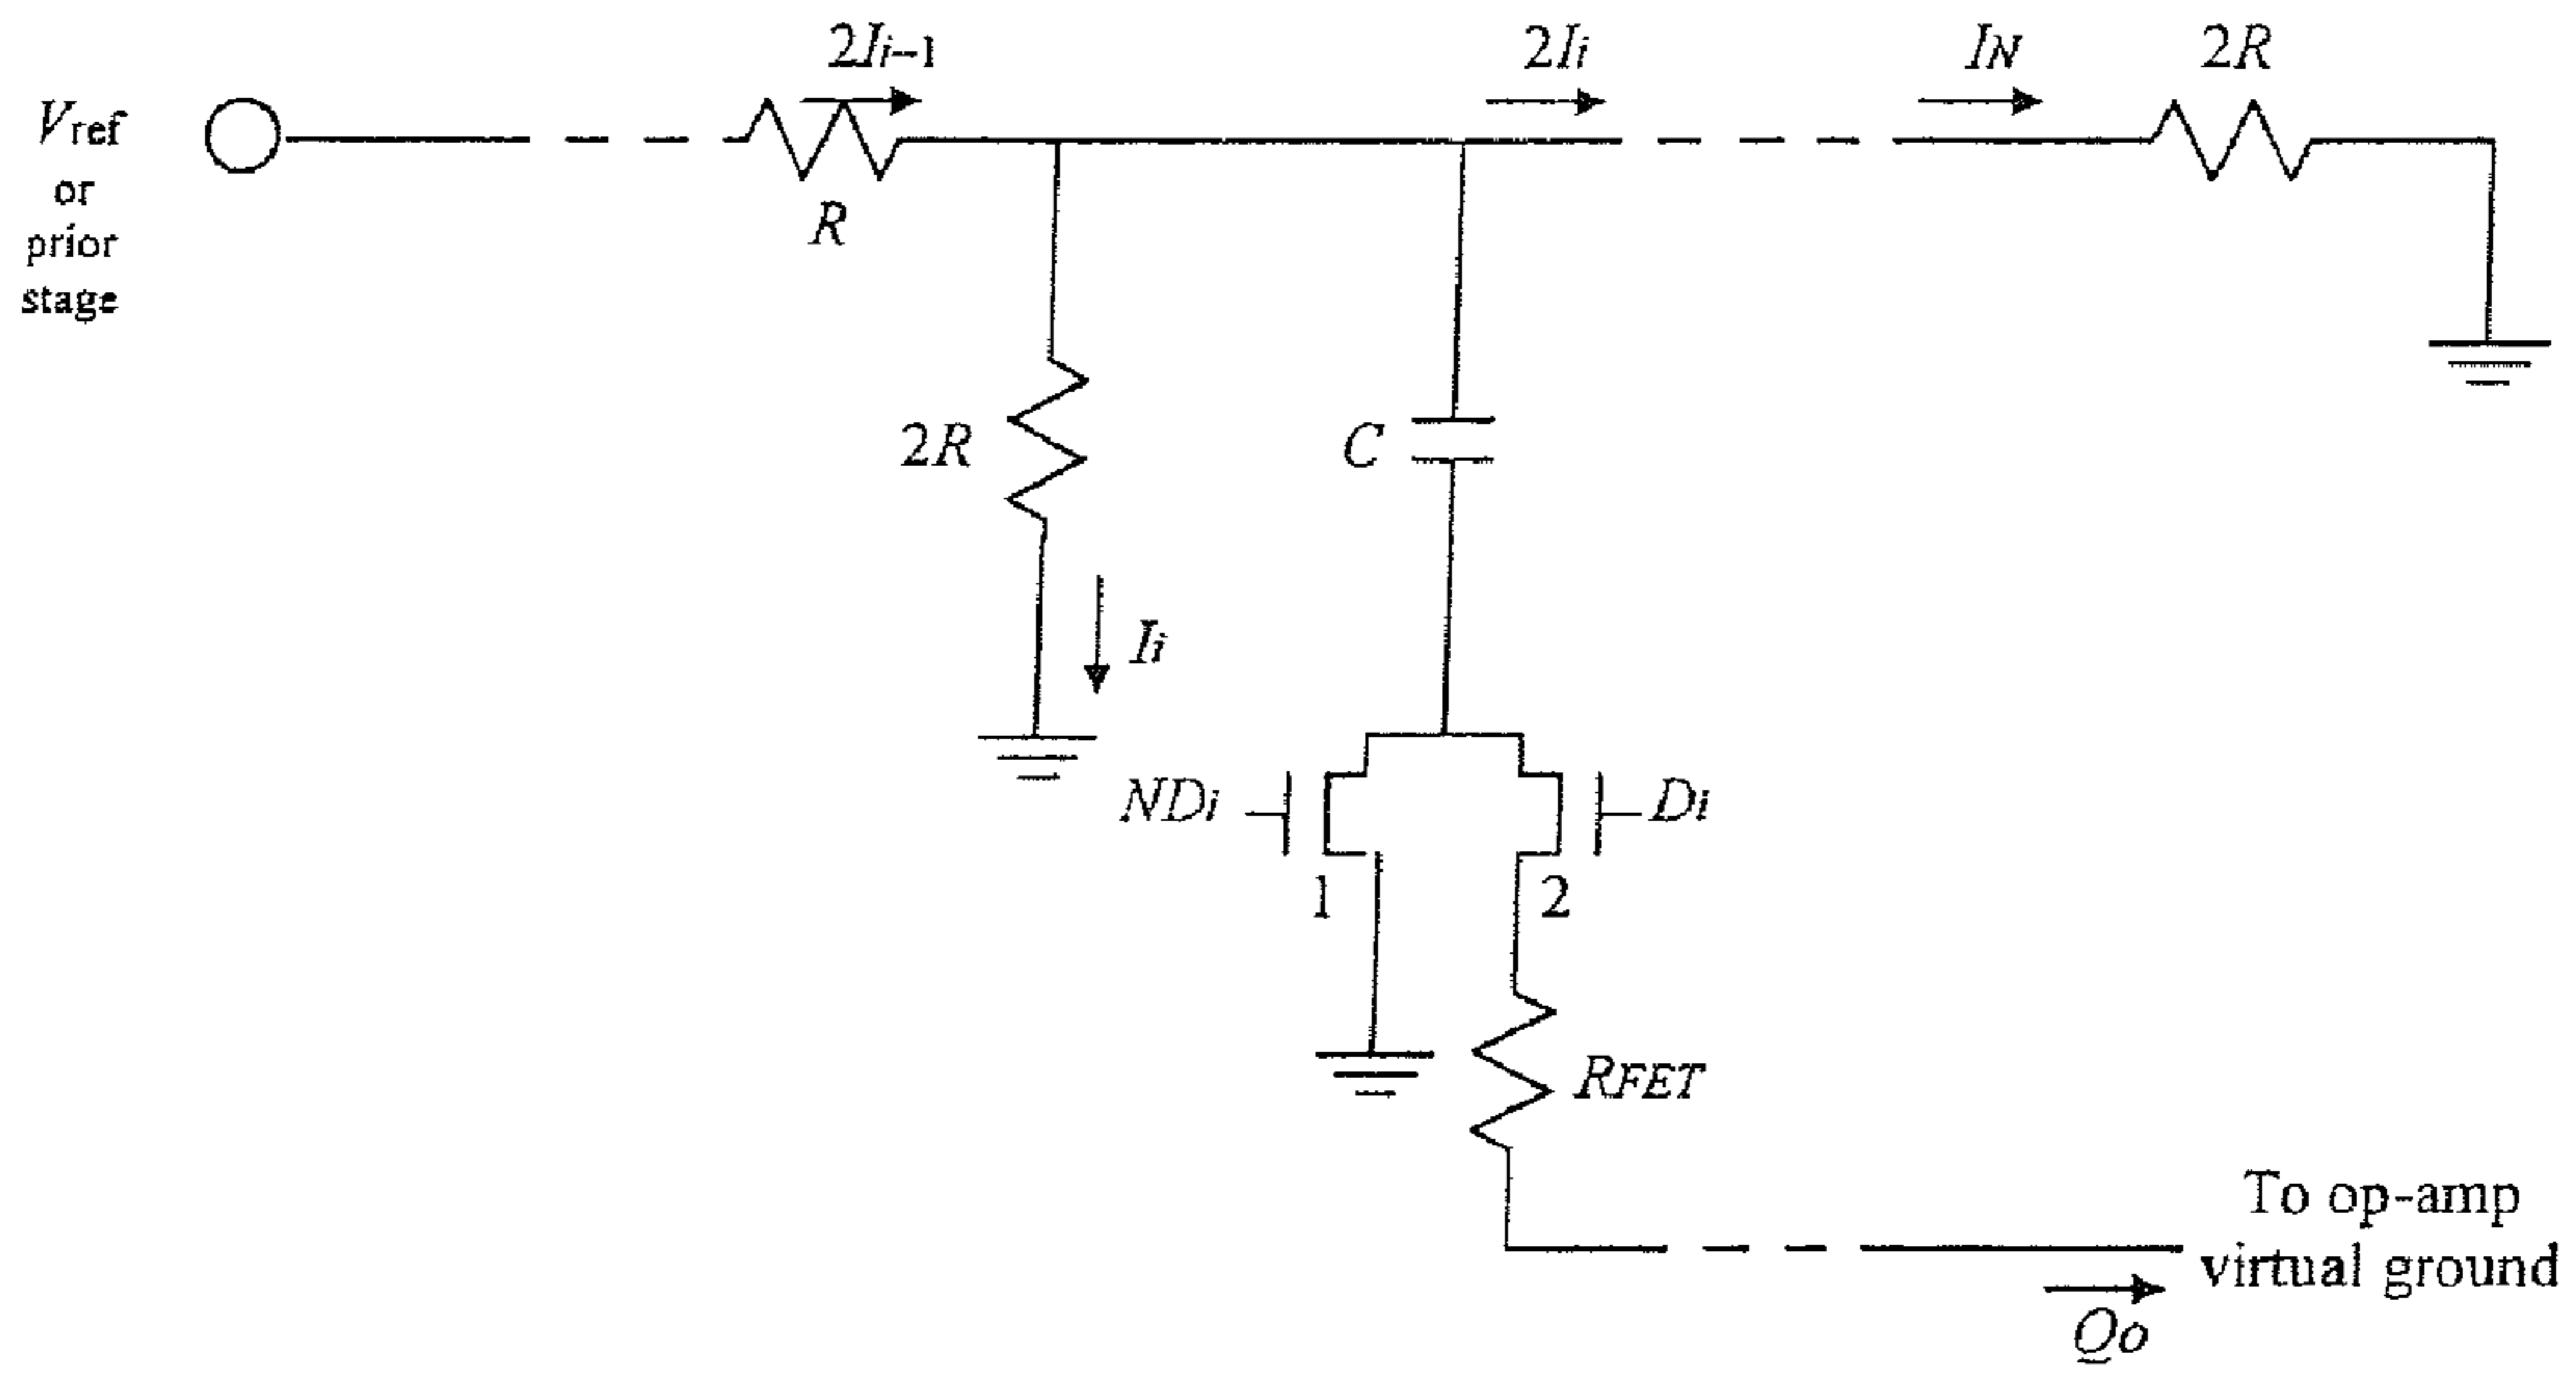 2Ii-1
2Ii
IN
2R
Vref
or
prior
stage
R
2R
C
Ii
NDi
Di
1
2
RFET
To op-amp
virtual ground
Qo